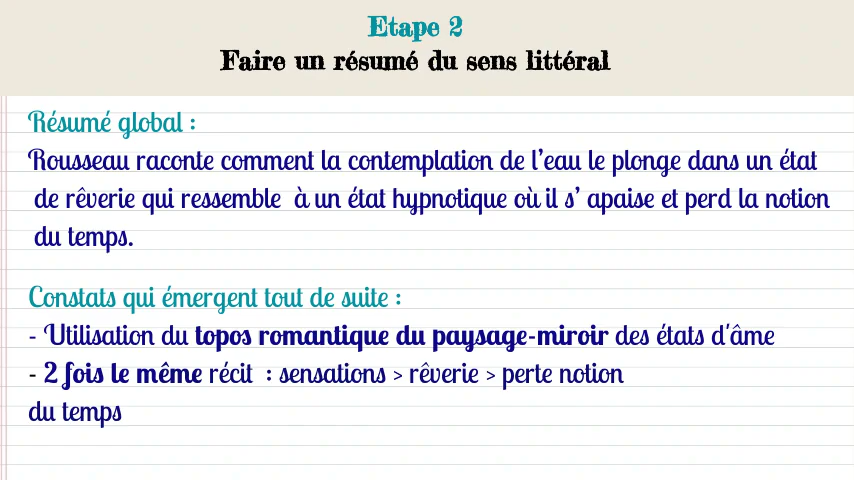 Etape 2
Faire un résumé du sens littéral
Résumé global :
Rousseau raconte comment la contemplation de l'eau le plonge dans un état
de rêverie qui ressemble à un état hypnotique où il s' apaise et perd la notion
du temps.
Constats qui émergent tout de suite :
- Utilisation du topos romantique du paysage-miroir des états d'âme
- 2 fois le même récit : sensations > rêverie > perte notion
du temps